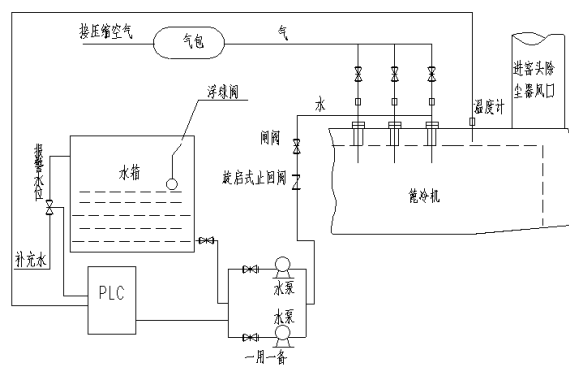 接压缩空气
气包
气
进窑头除
尘器风口
温度计
水
浮球阀
闸阀
旋启式止回阀
水箱
报警水位
篦冷机
补充水
PLC
水泵
水泵
一用一备